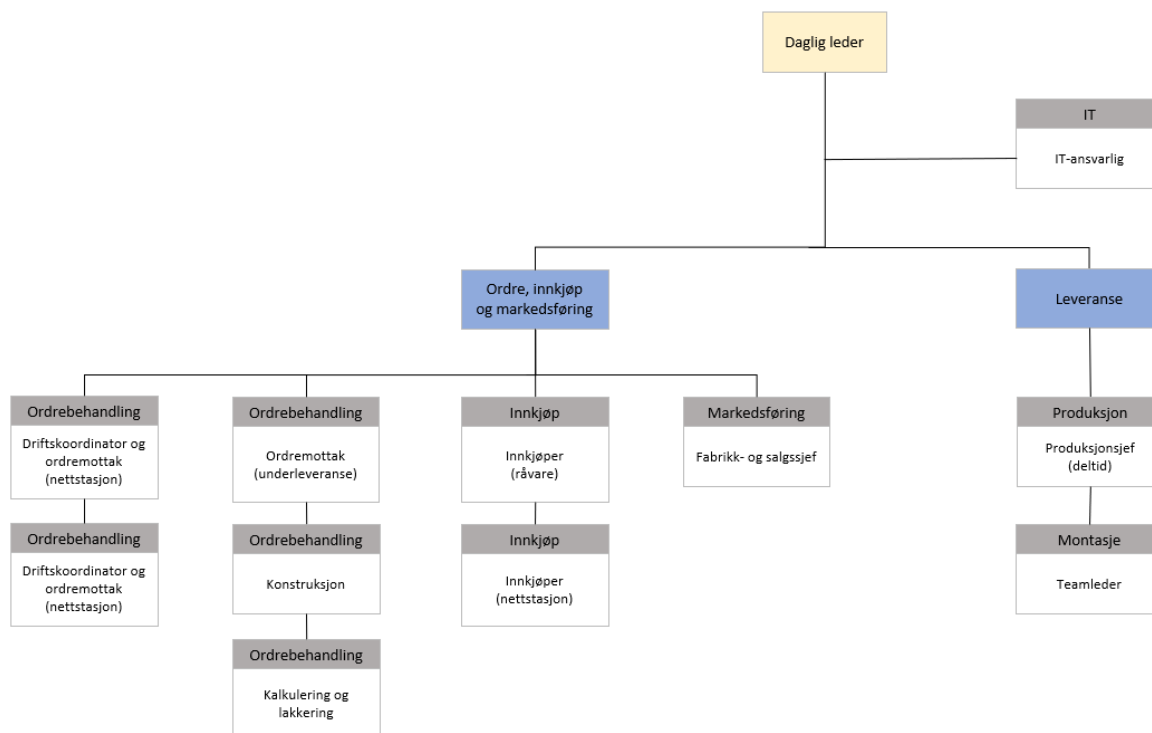 Daglig leder
IT
IT-ansvarlig
Ordre, innkjøp
og markedsføring
Leveranse
Ordrebehandling
Driftskoordinator og
ordremottak
(nettstasjon)
Ordrebehandling
Ordremottak
(underleveranse)
Innkjøp
Innkjøper
(råvare)
Markedsføring
Fabrikk- og salgssjef
Produksjon
Produksjonsjef
(deltid)
Ordrebehandling
Driftskoordinator og
ordremottak
(nettstasjon)
Ordrebehandling
Konstruksjon
Innkjøp
Innkjøper
(nettstasjon)
Montasje
Teamleder
Ordrebehandling
Kalkulering og
lakkering